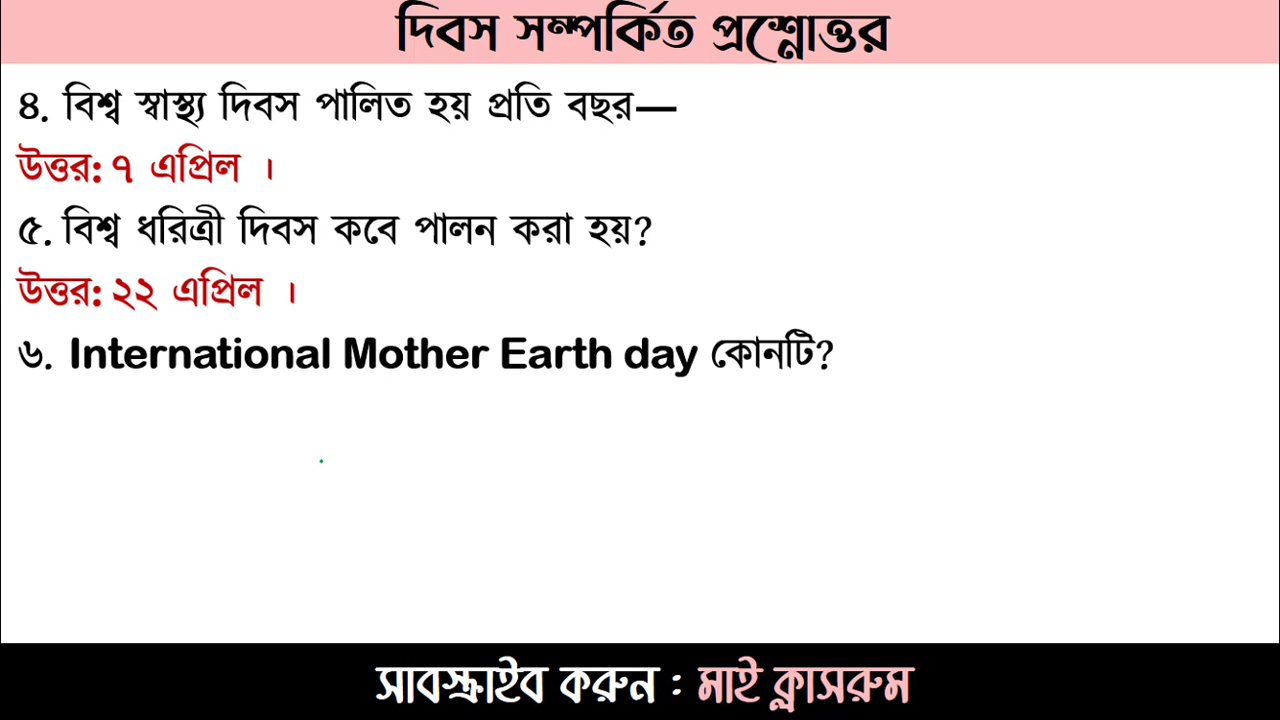 দিবস সম্পর্কিত প্রশ্নোত্তর
৪. বিশ্ব স্বাস্থ্য দিবস পালিত হয় প্রতি বছর—
উত্তর: ৭ এপ্রিল ।
৫. বিশ্ব ধরিত্রী দিবস কবে পালন করা হয়?
উত্তর: ২২ এপ্রিল ।
৬. International Mother Earth day কোনটি?
সাবস্ক্রাইব করুন : মাই ক্লাসরুম